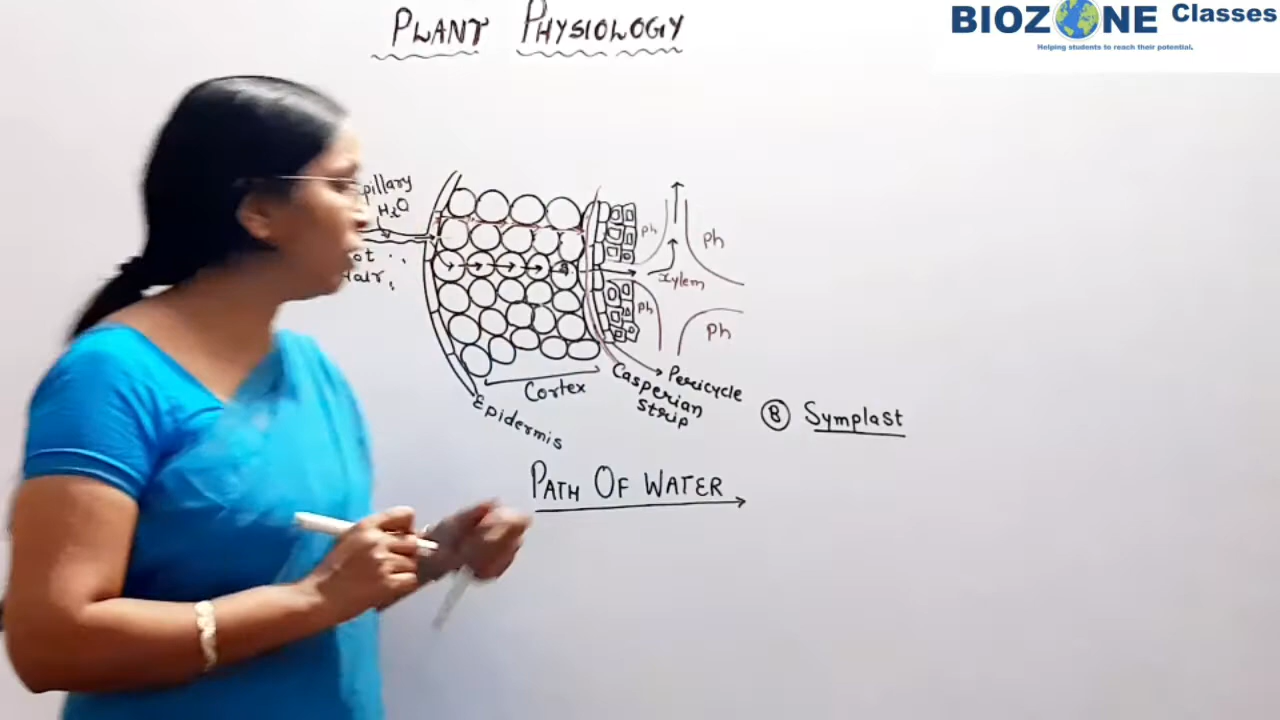 PLANT PHYSIOLOGY
BIOZONE Classes
Helping students to reach their potential.
H₂O
Ph
Ph
Xylem
Ph
Ph
Pericycle
Casperian
Strip
Cortex
Epidermis
Ⓑ Symplast
PATH OF WATER